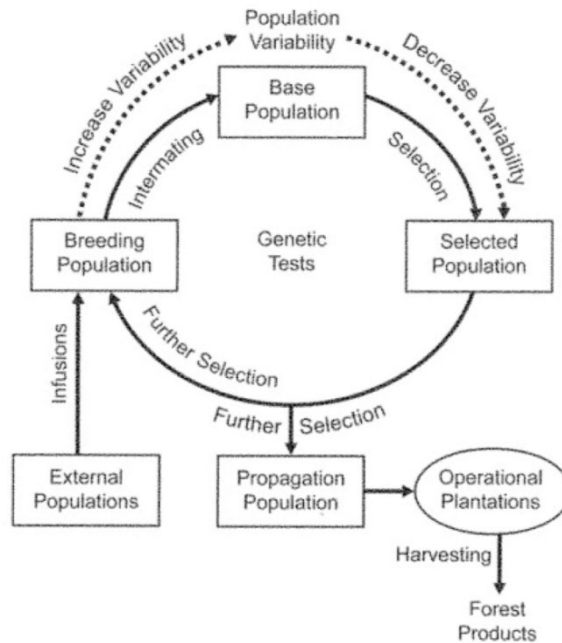 Population
Variability
Increase Variability
Decrease Variability
Base
Population
Intermating
Selection
Breeding
Population
Genetic
Tests
Selected
Population
Further Selection
Infusions
Further Selection
External
Populations
Propagation
Population
Operational
Plantations
Harvesting
Forest
Products